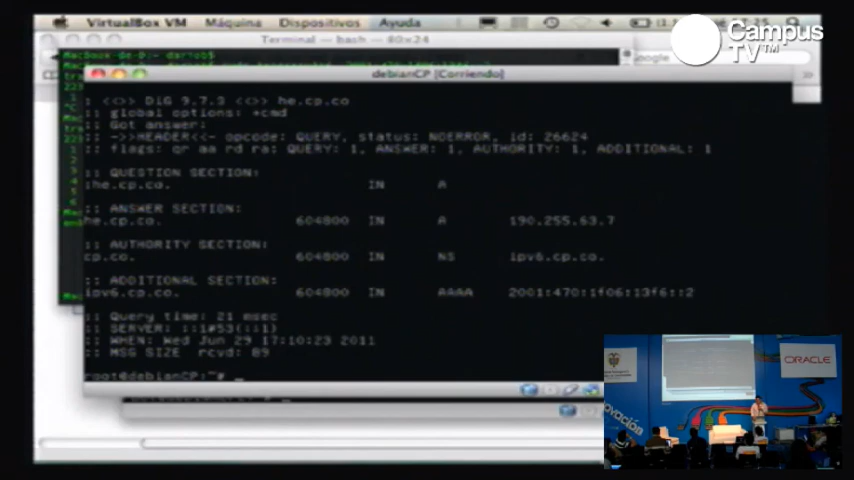 VirtualBox VM Máquina Dispositivos Ayuda
Campus
TV™
Terminal — bash — 80×24
debianCP [Corriendo]
; <<>> DiG 9.7.3 <<>> he.cp.co
;; global options: +cmd
;; Got answer:
;; ->>HEADER<<- opcode: QUERY, status: NOERROR, id: 26624
;; flags: qr aa rd ra; QUERY: 1, ANSWER: 1, AUTHORITY: 1, ADDITIONAL: 1
;; QUESTION SECTION:
;he.cp.co. IN A
;; ANSWER SECTION:
he.cp.co. 604800 IN A 190.255.63.7
;; AUTHORITY SECTION:
cp.co. 604800 IN NS ipv6.cp.co.
;; ADDITIONAL SECTION:
ipv6.cp.co. 604800 IN AAAA 2001:470:1f06:13f6::2
;; Query time: 21 msec
;; SERVER: ::1#53(::1)
;; WHEN: Wed Jun 29 17:10:23 2011
;; MSG SIZE rcvd: 89
root@debianCP:~# _
ORACLE